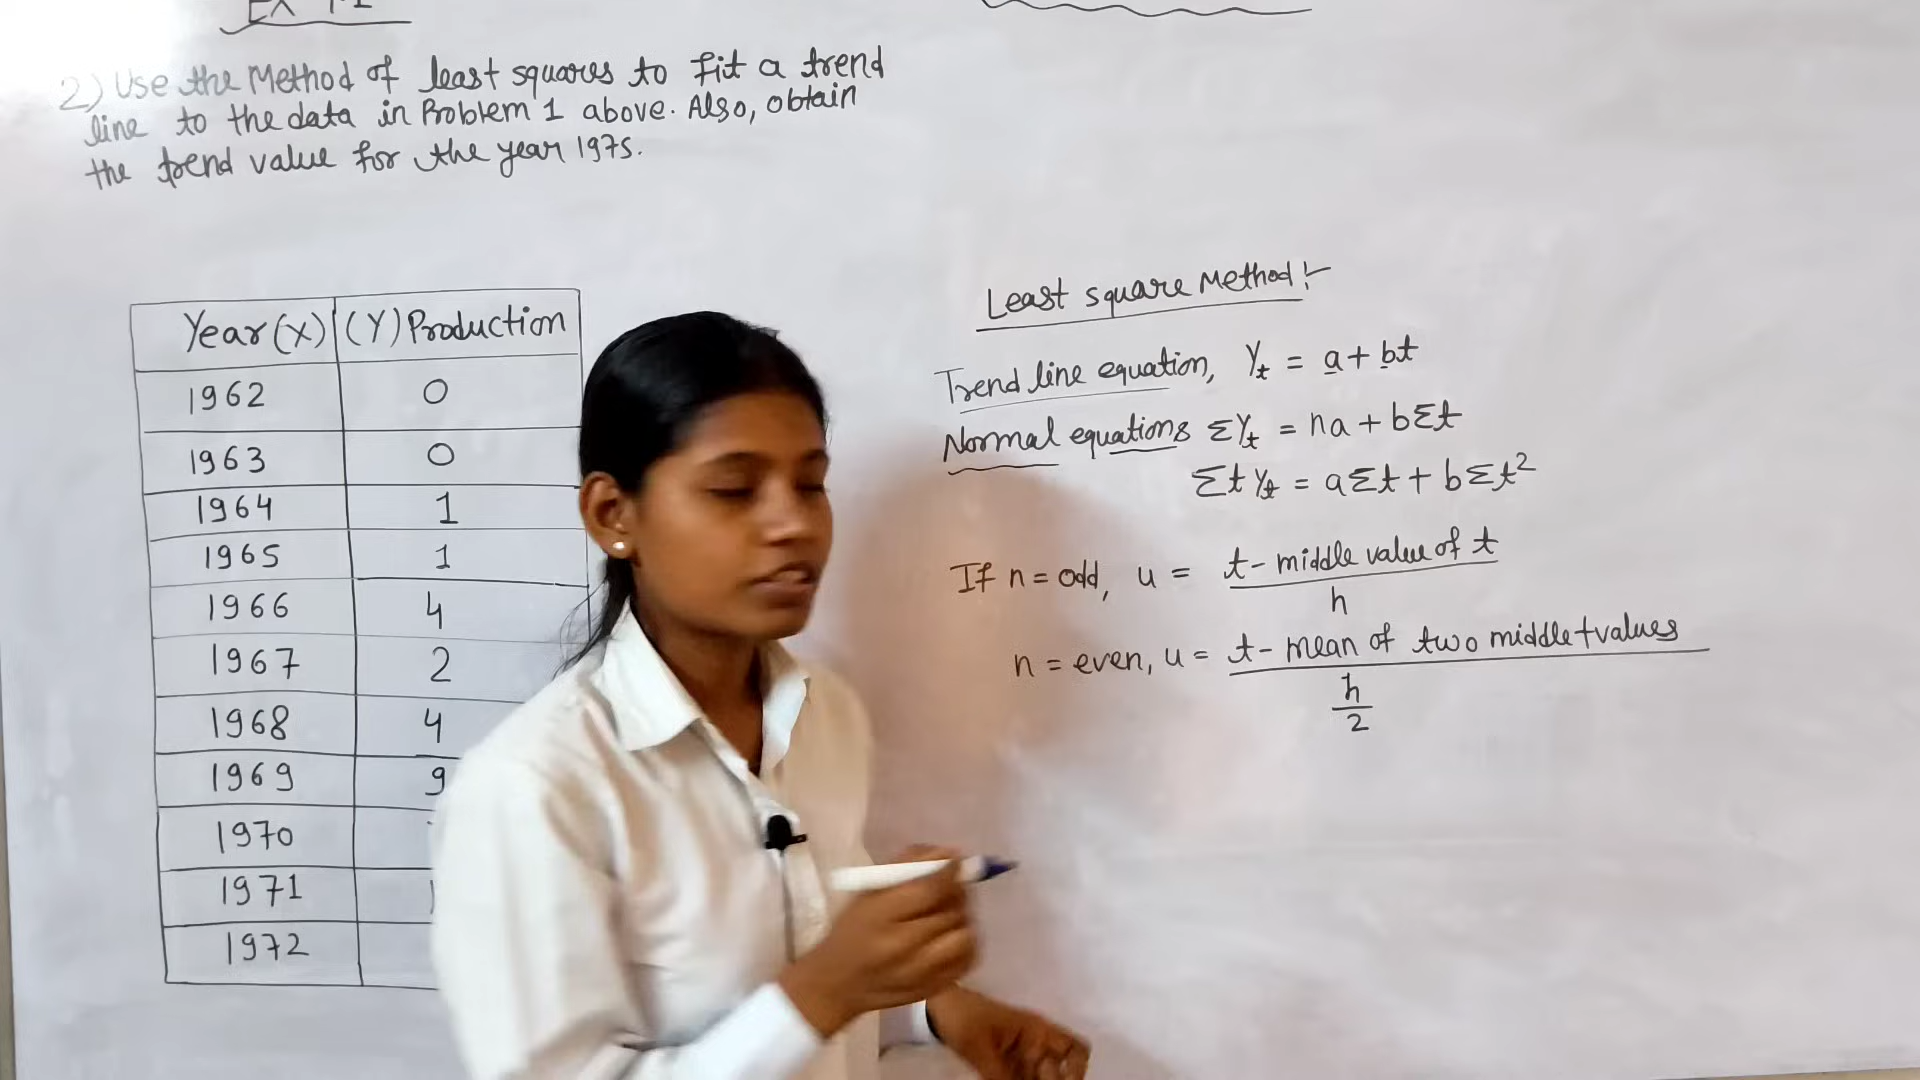 2) Use the Method of least squares to fit a trend
line to the data in Problem 1 above. Also, obtain
the trend value for the year 1975.
Year (X) (Y) Production
1962 0
1963 0
1964 1
1965 1
1966 4
1967 2
1968 4
1969 9
1970
1971
1972
Least square Method:-
Trend line equation, Yₜ = a + bt
Normal equations ΣYₜ = na + bΣt
Σt Yₜ = aΣt + bΣt²
If n = odd, u = t - middle value of t
h
n = even, u = t - mean of two middle t values
h
2